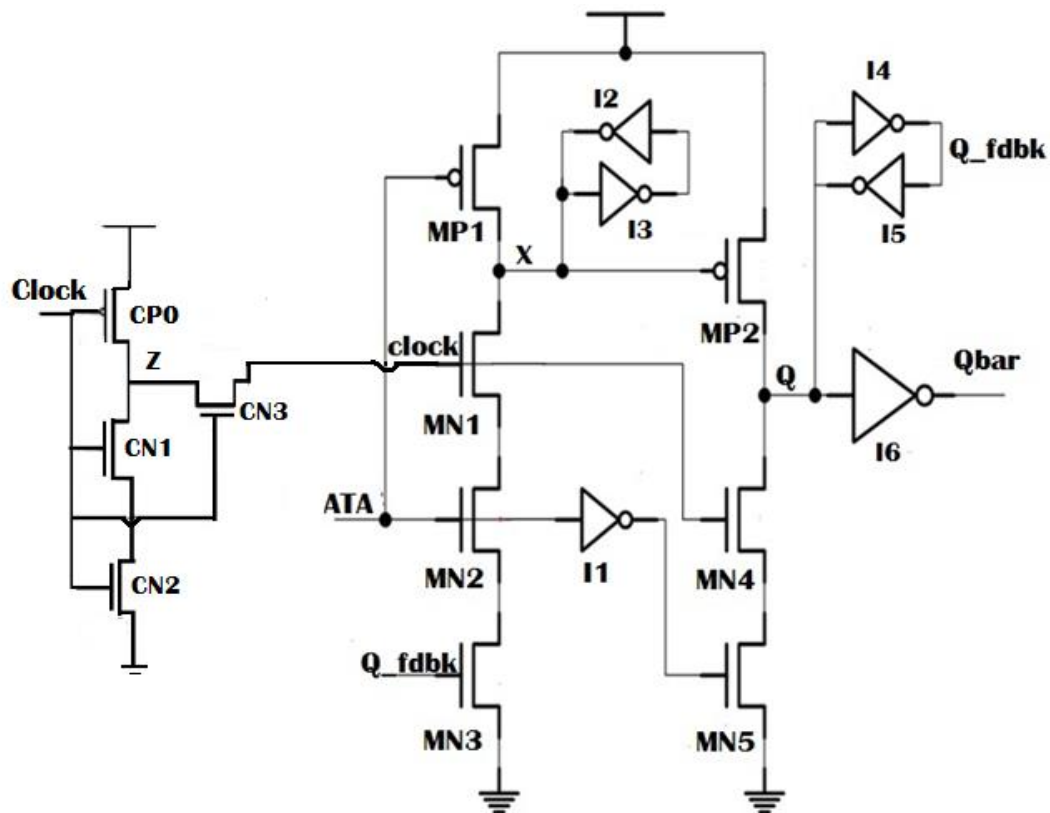 I4
I2
Q_fdbk
I5
MP1
I3
X
Clock
CP0
MP2
Z
clock
Q
Qbar
CN3
MN1
CN1
I6
ATA
MN2
I1
MN4
CN2
Q_fdbk
MN3
MN5